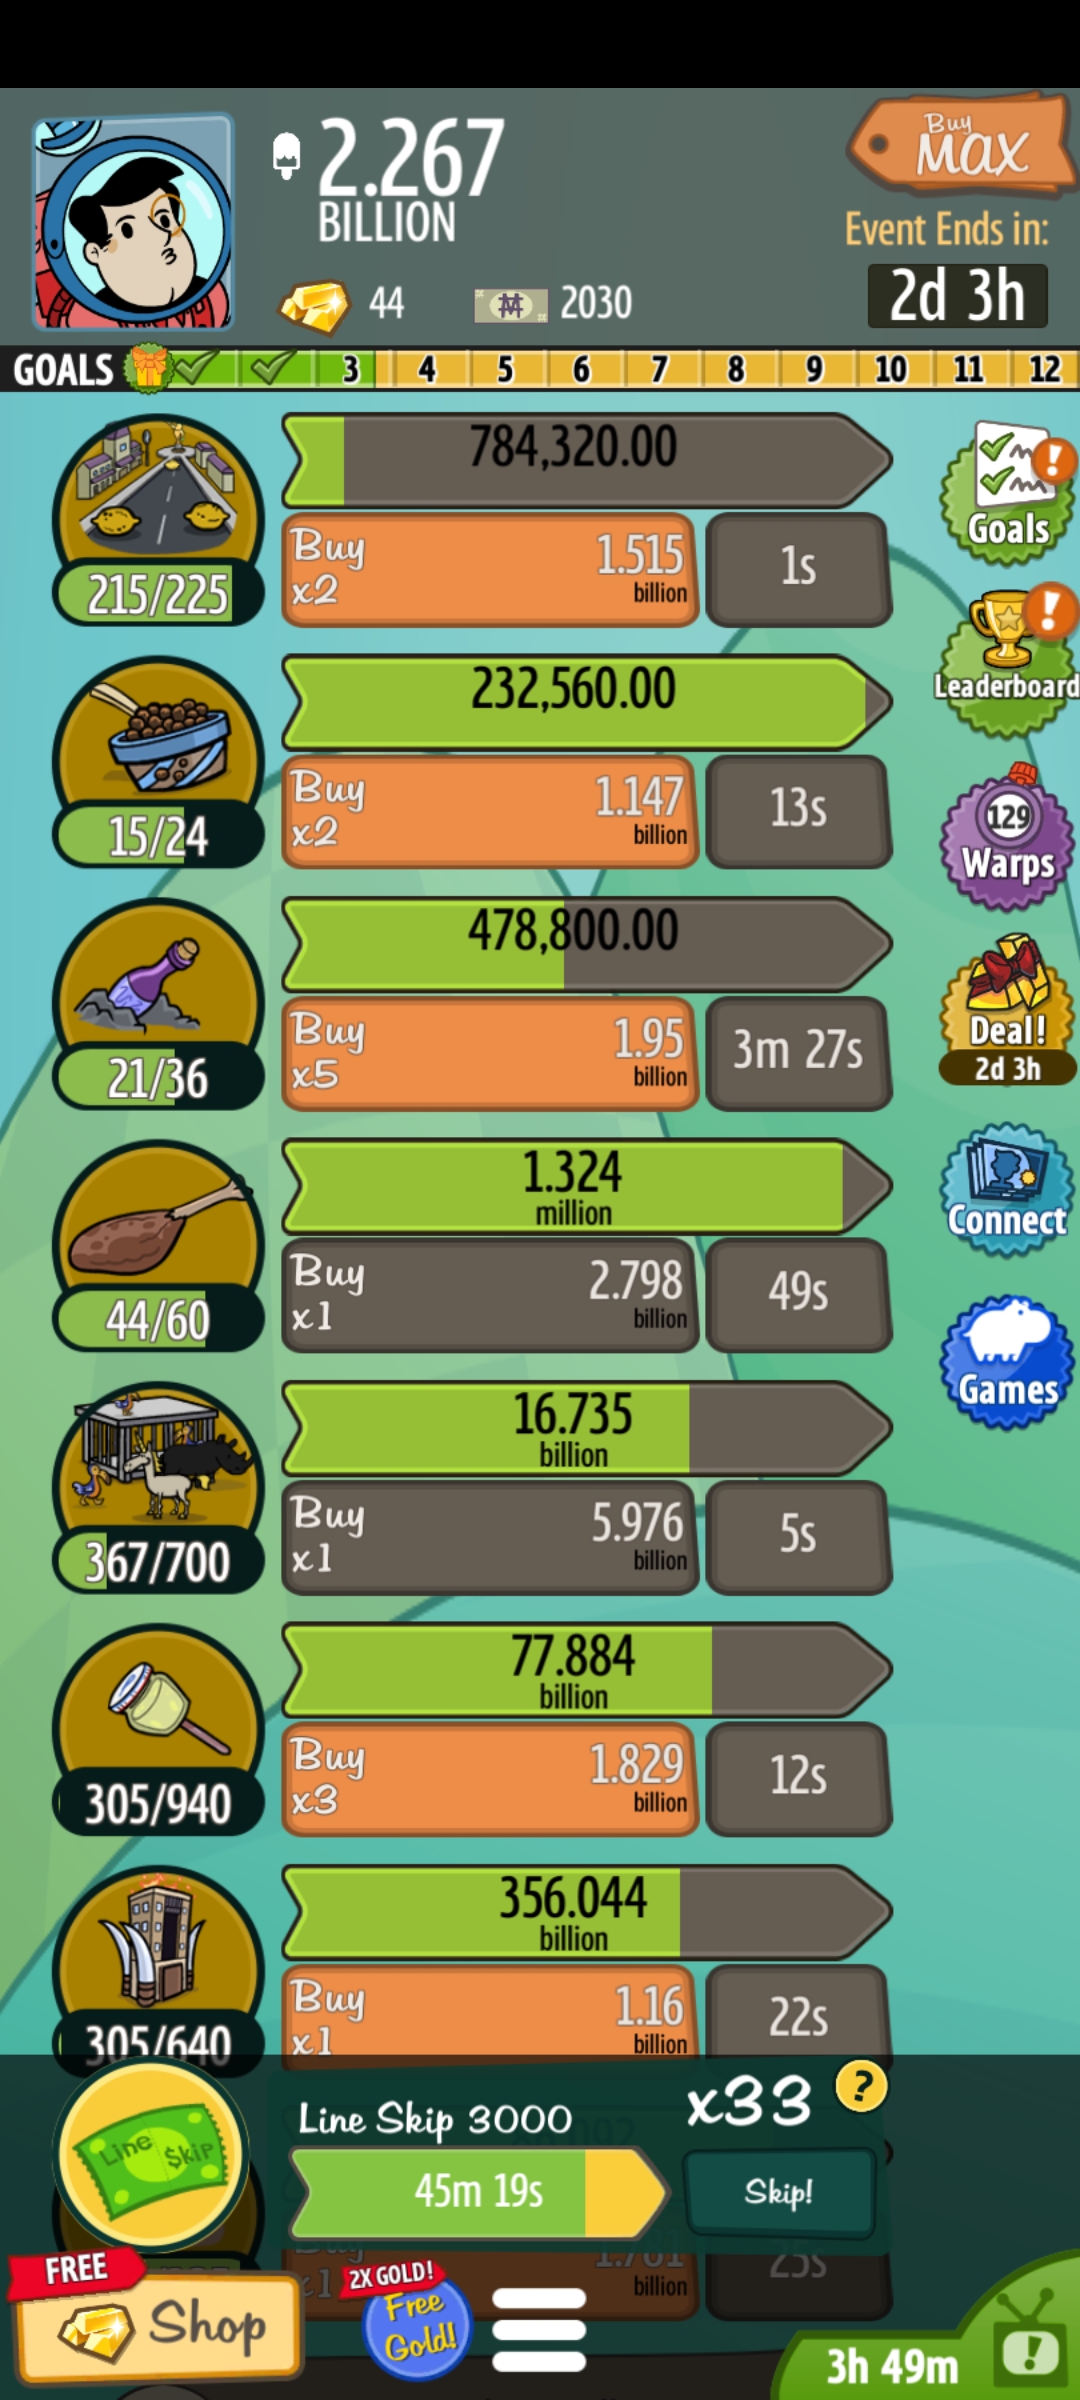 2.267
BILLION
Buy
MAX
Event Ends in:
2d 3h
44
2030
GOALS
3 4 5 6 7 8 9 10 11 12
784,320.00
Buy
x2
1.515
billion
1s
215/225
Goals
232,560.00
Buy
x2
1.147
billion
13s
15/24
Leaderboard
129
Warps
478,800.00
Buy
x5
1.95
billion
3m 27s
21/36
Deal!
2d 3h
1.324
million
Buy
x1
2.798
billion
49s
44/60
Connect
16.735
billion
Buy
x1
5.976
billion
5s
367/700
Games
77.884
billion
Buy
x3
1.829
billion
12s
305/940
356.044
billion
Buy
x1
1.16
billion
22s
305/640
Line Skip
Line Skip 3000
x33
?
45m 19s
Skip!
x1
1.781
billion
25s
FREE
Shop
2X GOLD!
Free
Gold!
3h 49m